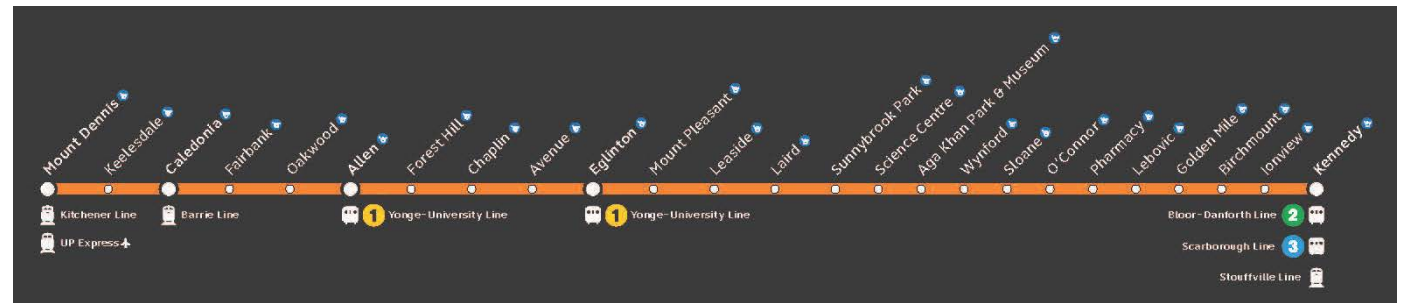 Mount Dennis
Keelesdale
Caledonia
Fairbank
Oakwood
Allen
Forest Hill
Chaplin
Avenue
Eglinton
Mount Pleasant
Leaside
Laird
Sunnybrook Park
Science Centre
Aga Khan Park & Museum
Wynford
Sloane
O'Connor
Pharmacy
Lebovic
Golden Mile
Birchmount
Ionview
Kennedy
Kitchener Line
UP Express
Barrie Line
1 Yonge-University Line
1 Yonge-University Line
Bloor-Danforth Line 2
Scarborough Line 3
Stouffville Line